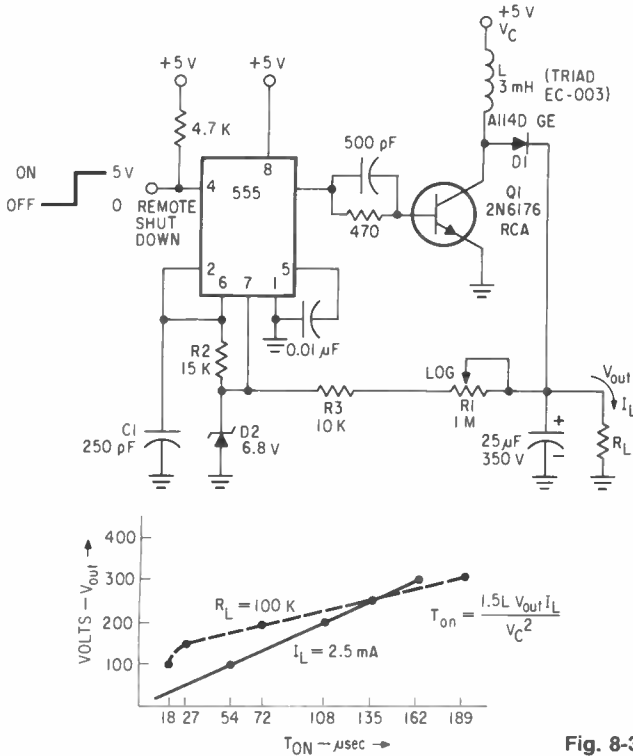 +5 V
V_C
L
3 mH
(TRIAD
EC-003)
+5 V
+5 V
4.7 K
500 pF
A114D GE
D1
ON
OFF
5 V
0
REMOTE
SHUT
DOWN
4
8
555
470
Q1
2N6176
RCA
2
6
7
1
5
0.01 µF
R2
15 K
C1
250 pF
D2
6.8 V
R3
10 K
LOG
R1
1 M
25 µF
350 V
+
–
V_out
I_L
R_L
VOLTS – V_out →
400
300
200
100
R_L = 100 K
I_L = 2.5 mA
T_on = 1.5L V_out I_L / V_C^2
18 27 54 72 108 135 162 189
T_ON – µsec →
Fig. 8-3